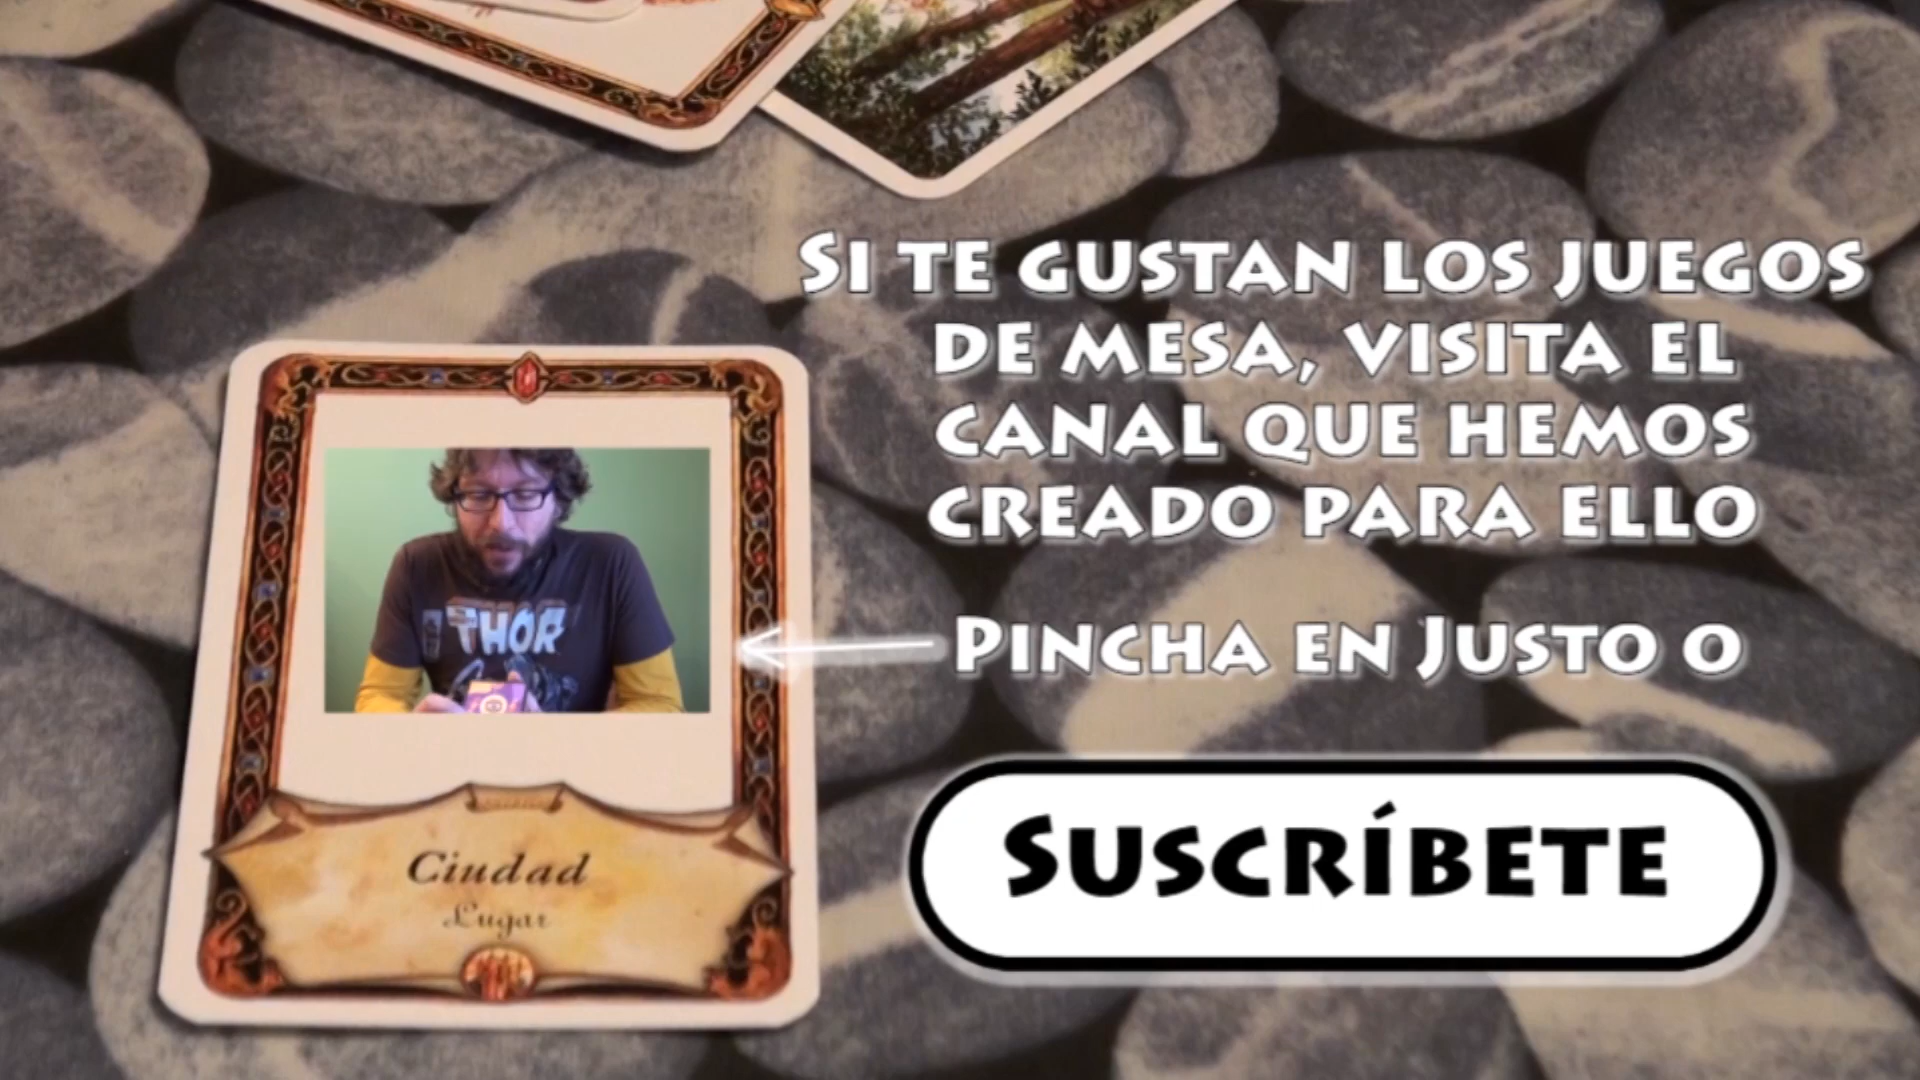 Si te gustan los juegos
de mesa, visita el
canal que hemos
creado para ello
Pincha en Justo o
Suscríbete
THOR
Ciudad
Lugar